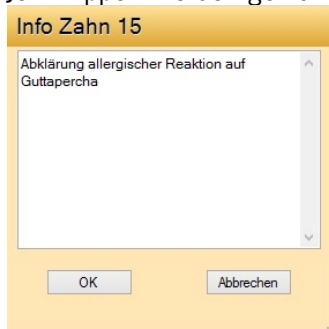 Info Zahn 15
Abklärung allergischer Reaktion auf
Guttapercha
OK
Abbrechen